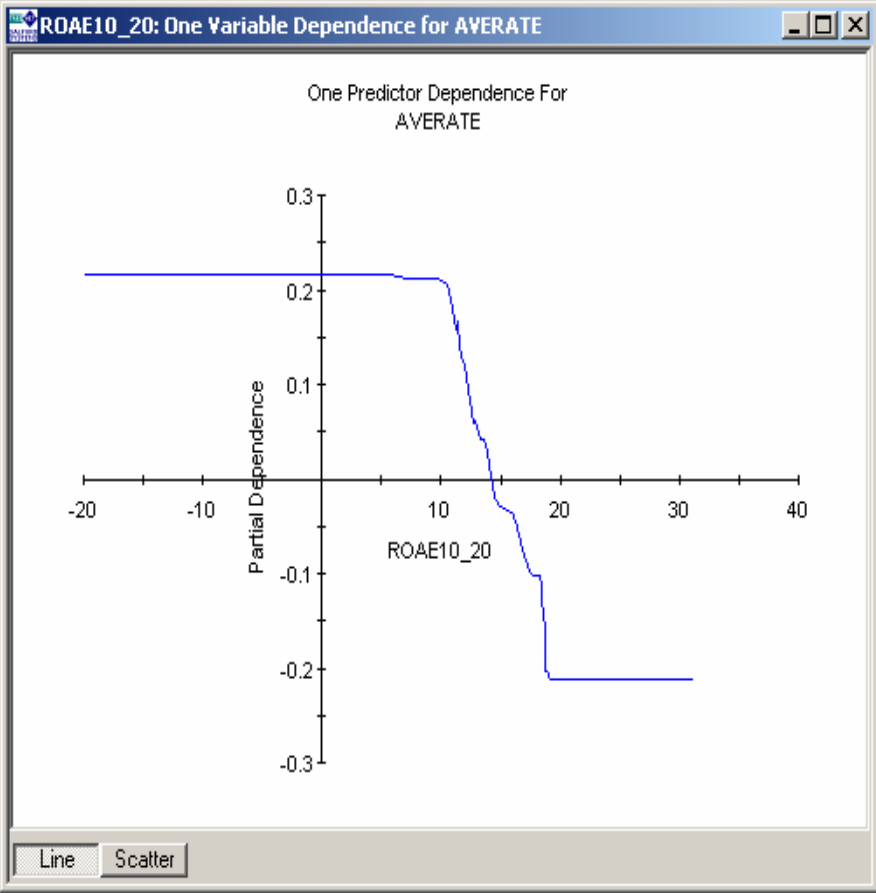 ROAE10_20: One Variable Dependence for AVERATE
One Predictor Dependence For
AVERATE
0.3
0.2
0.1
Partial Dependence
-20
-10
10
20
30
40
ROAE10_20
-0.1
-0.2
-0.3
Line
Scatter